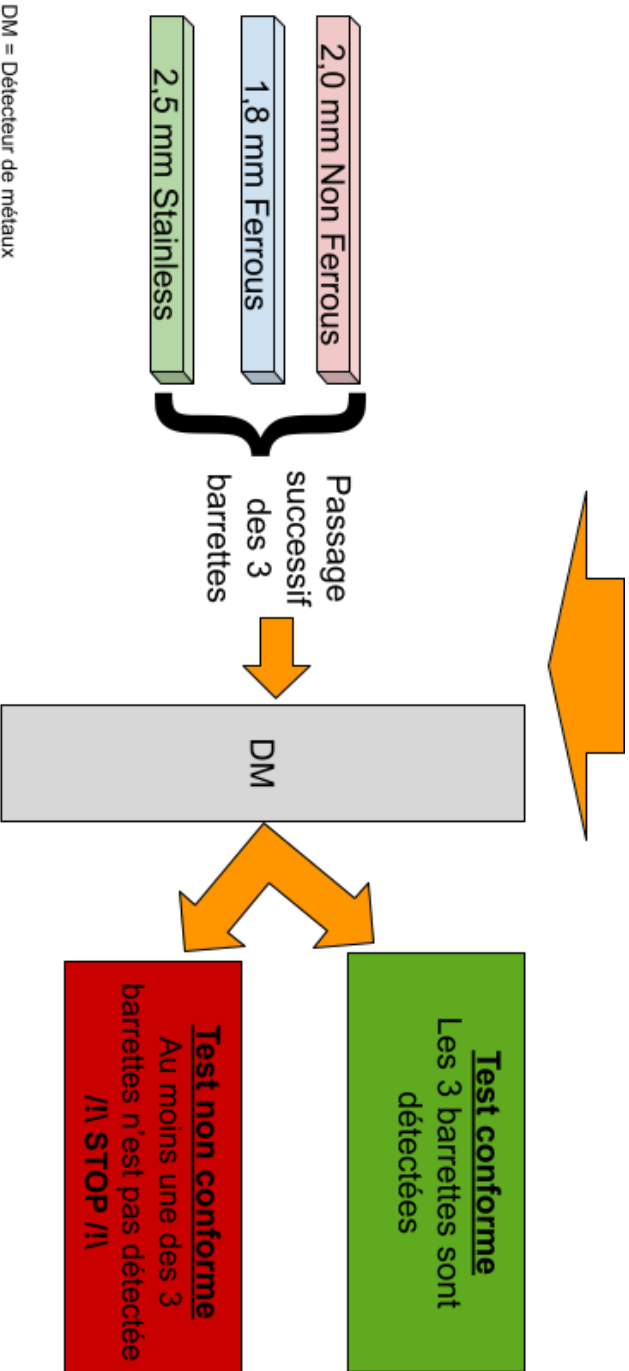 2,0 mm Non Ferrous
1,8 mm Ferrous
2,5 mm Stainless
Passage
successif
des 3
barrettes
DM
Test conforme
Les 3 barrettes sont
détectées
Test non conforme
Au moins une des 3
barrettes n'est pas détectée
/!\ STOP /!\
DM = Détecteur de métaux